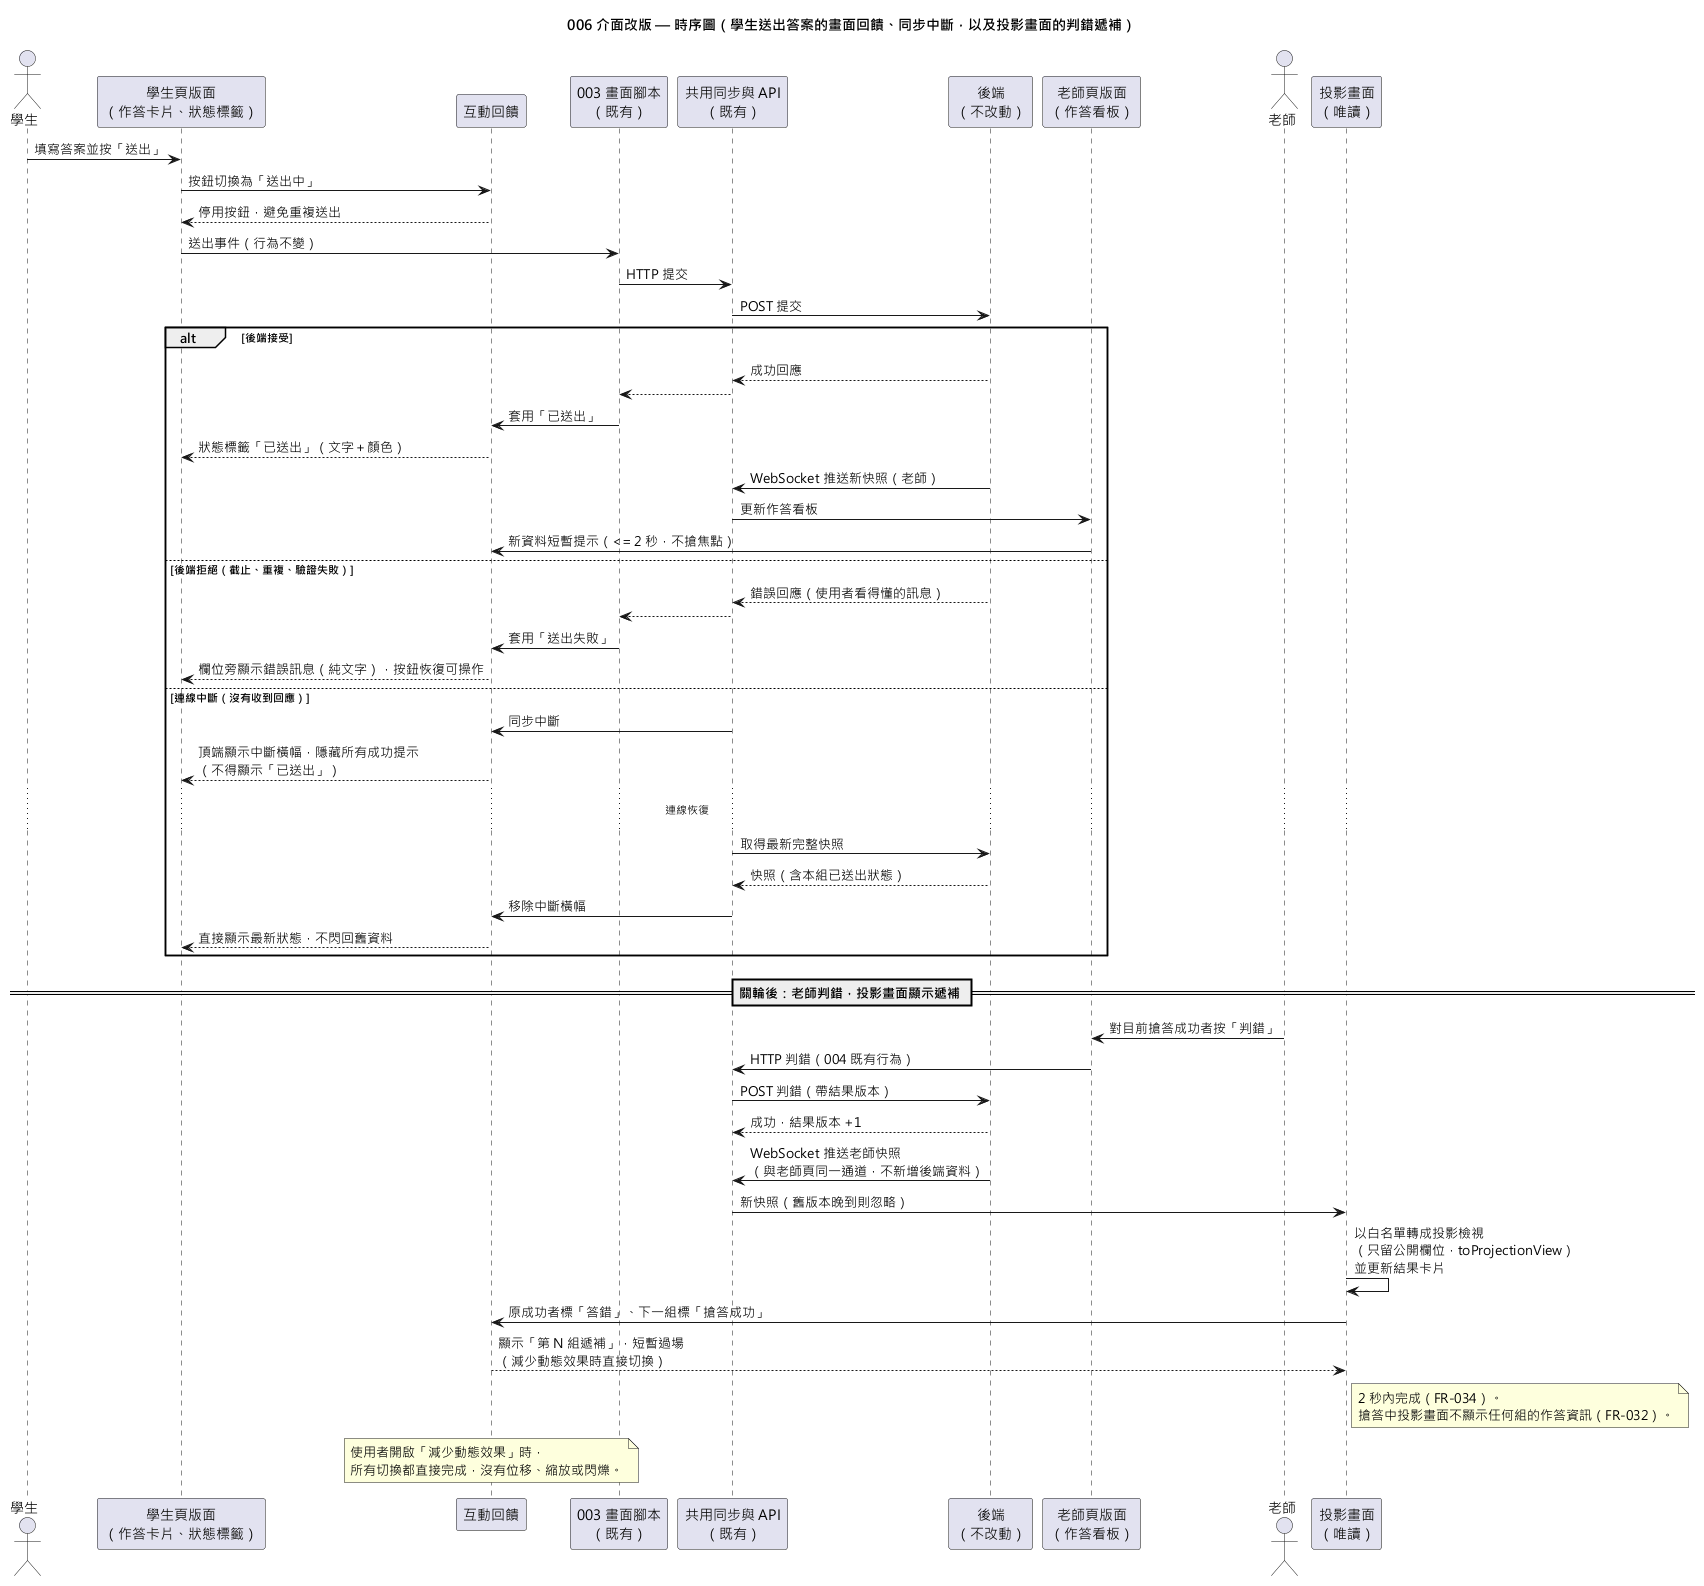 006 介面改版 — 時序圖（學生送出答案的畫面回饋、同步中斷，以及投影畫面的判錯遞補）
學生
學生頁版面
（作答卡片、狀態標籤）
互動回饋
003 畫面腳本
（既有）
共用同步與 API
（既有）
後端
（不改動）
老師頁版面
（作答看板）
老師
投影畫面
（唯讀）
填寫答案並按「送出」
按鈕切換為「送出中」
停用按鈕，避免重複送出
送出事件（行為不變）
HTTP 提交
POST 提交
alt
[後端接受]
成功回應
套用「已送出」
狀態標籤「已送出」（文字＋顏色）
WebSocket 推送新快照（老師）
更新作答看板
新資料短暫提示（<= 2 秒，不搶焦點）
[後端拒絕（截止、重複、驗證失敗）]
錯誤回應（使用者看得懂的訊息）
套用「送出失敗」
欄位旁顯示錯誤訊息（純文字），按鈕恢復可操作
[連線中斷（沒有收到回應）]
同步中斷
頂端顯示中斷橫幅，隱藏所有成功提示
（不得顯示「已送出」）
連線恢復
取得最新完整快照
快照（含本組已送出狀態）
移除中斷橫幅
直接顯示最新狀態，不閃回舊資料
關輪後：老師判錯，投影畫面顯示遞補
對目前搶答成功者按「判錯」
HTTP 判錯（004 既有行為）
POST 判錯（帶結果版本）
成功，結果版本 +1
WebSocket 推送老師快照
（與老師頁同一通道，不新增後端資料）
新快照（舊版本晚到則忽略）
以白名單轉成投影檢視
（只留公開欄位，toProjectionView）
並更新結果卡片
原成功者標「答錯」、下一組標「搶答成功」
顯示「第 N 組遞補」，短暫過場
（減少動態效果時直接切換）
2 秒內完成（FR-034）。
搶答中投影畫面不顯示任何組的作答資訊（FR-032）。
使用者開啟「減少動態效果」時，
所有切換都直接完成，沒有位移、縮放或閃爍。
學生
學生頁版面
（作答卡片、狀態標籤）
互動回饋
003 畫面腳本
（既有）
共用同步與 API
（既有）
後端
（不改動）
老師頁版面
（作答看板）
老師
投影畫面
（唯讀）